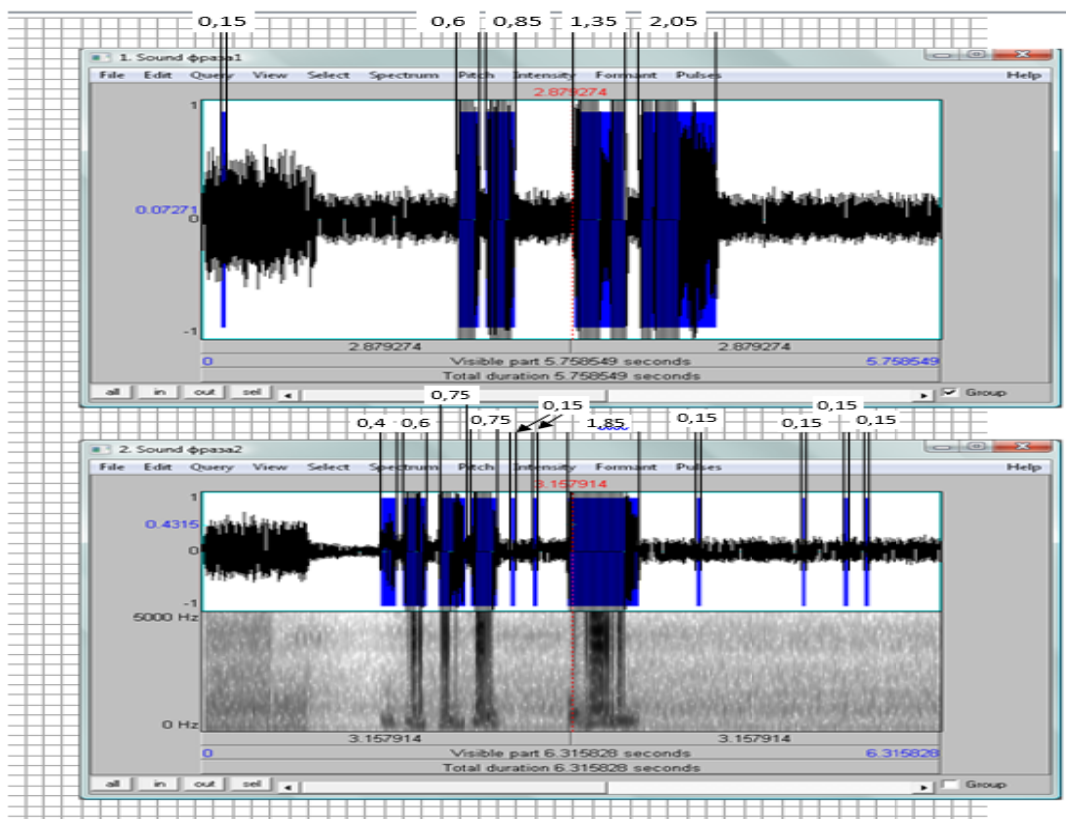 0,15 0,6 0,85 1,35 2,05
1. Sound фраза1
File Edit Query View Select Spectrum Pitch Intensity Formant Pulses Help
2.879274
1
0.07271
0
-1
2.879274 2.879274
0 Visible part 5.758549 seconds 5.758549
Total duration 5.758549 seconds
all in out sel Group
0,75
0,15 0,15
0,4 0,6 0,75 1,85 0,15 0,15 0,15
2. Sound фраза2
File Edit Query View Select Spectrum Pitch Intensity Formant Pulses Help
3.157914
1
0.4315
0
-1
5000 Hz
0 Hz
3.157914 3.157914
0 Visible part 6.315828 seconds 6.315828
Total duration 6.315828 seconds
all in out sel Group